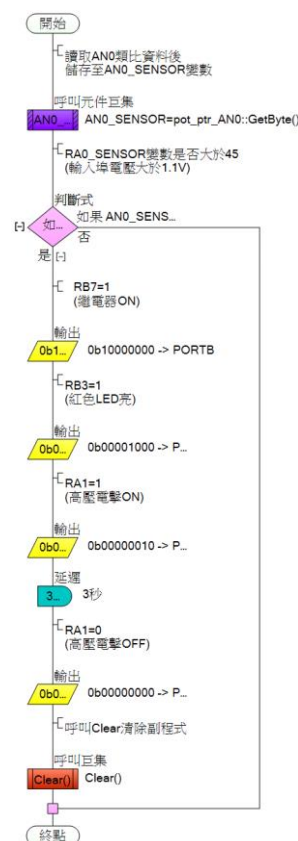 開始
讀取AN0類比資料後
儲存至AN0_SENSOR變數
呼叫元件巨集
AN0_... AN0_SENSOR=pot_ptr_AN0::GetByte()
RA0_SENSOR變數是否大於45
(輸入埠電壓大於1.1V)
判斷式
如... 如果 AN0_SENS...
否
是
RB7=1
(繼電器ON)
輸出
0b1... 0b10000000 -> PORTB
RB3=1
(紅色LED亮)
輸出
0b0... 0b00001000 -> P...
RA1=1
(高壓電擊ON)
輸出
0b0... 0b00000010 -> P...
延遲
3... 3秒
RA1=0
(高壓電擊OFF)
輸出
0b0... 0b00000000 -> P...
呼叫Clear清除副程式
呼叫巨集
Clear() Clear()
終點